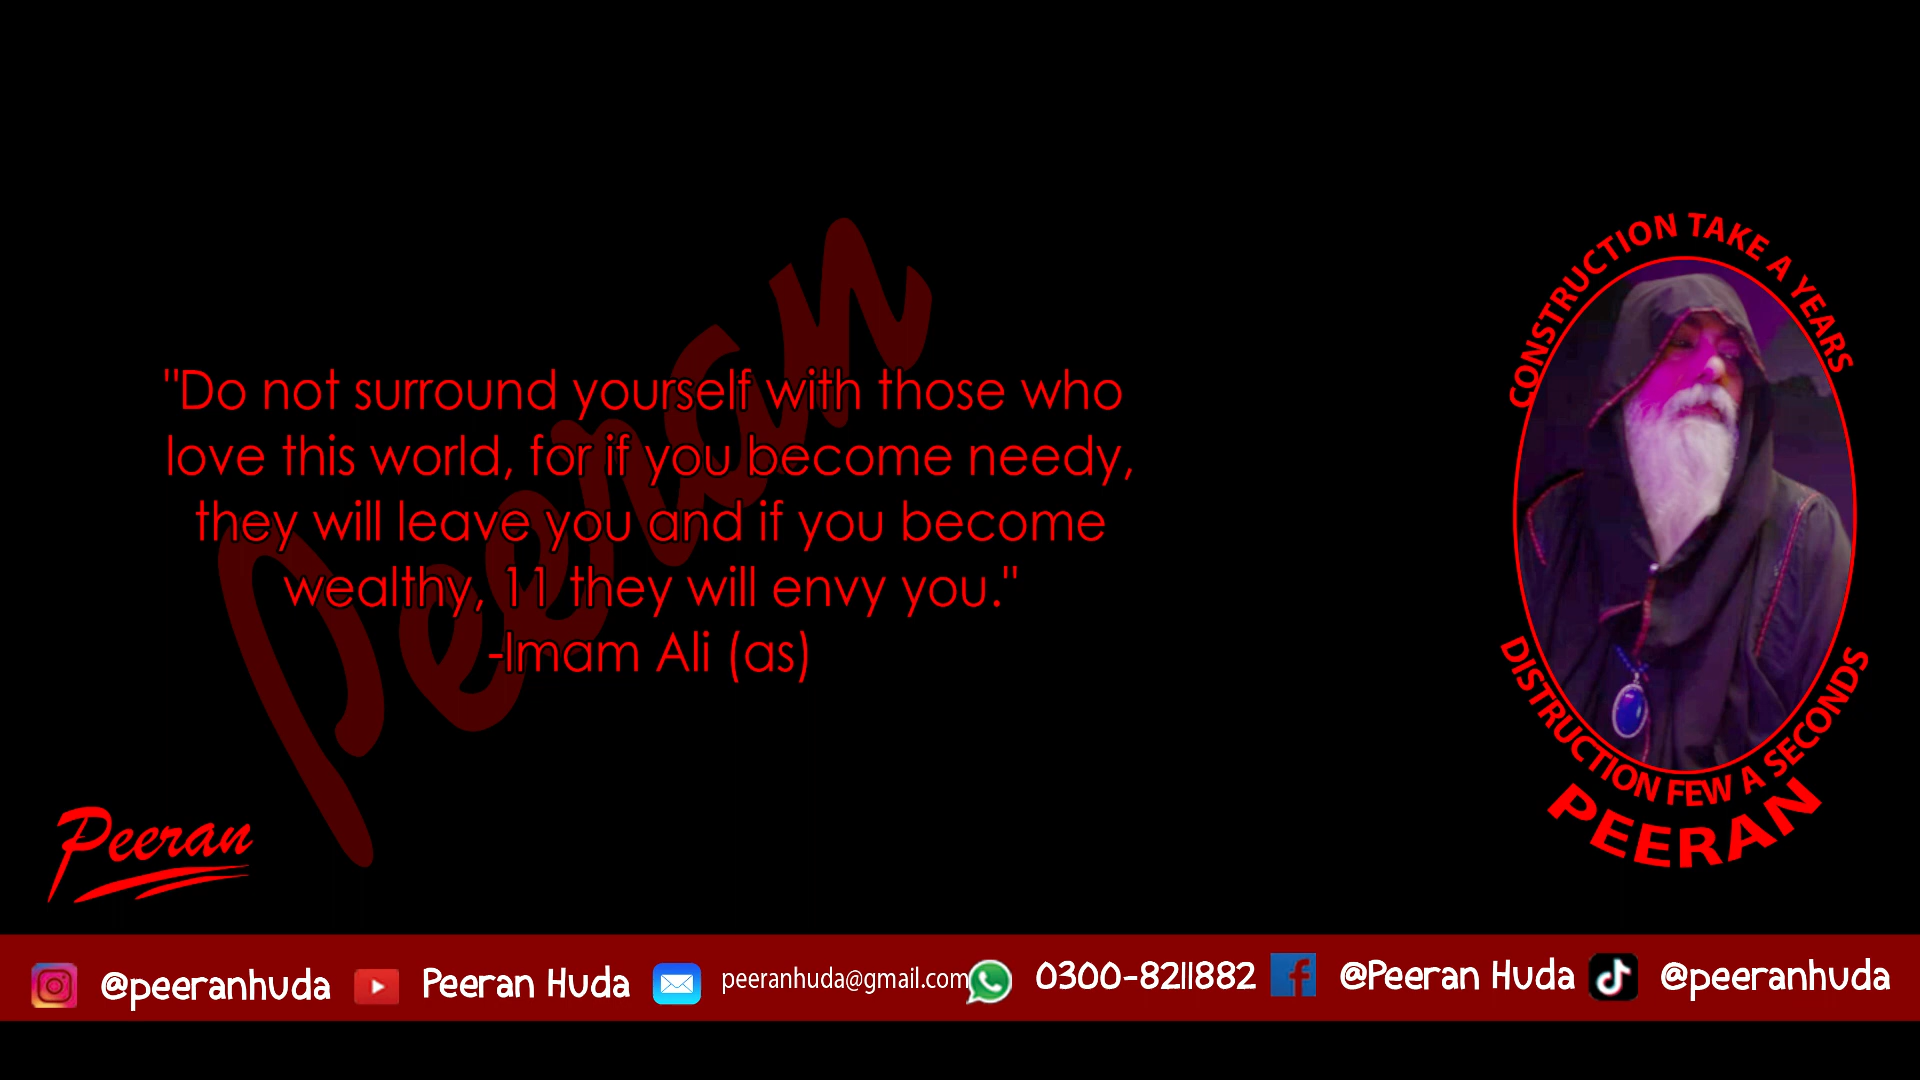 "Do not surround yourself with those who
love this world, for if you become needy,
they will leave you and if you become
wealthy, 11 they will envy you."
-Imam Ali (as)
Peeran
CONSTRUCTION TAKE A YEARS
DISTRUCTION FEW A SECONDS
PEERAN
Peeran
@peeranhuda Peeran Huda peeranhuda@gmail.com 0300-8211882 @Peeran Huda @peeranhuda